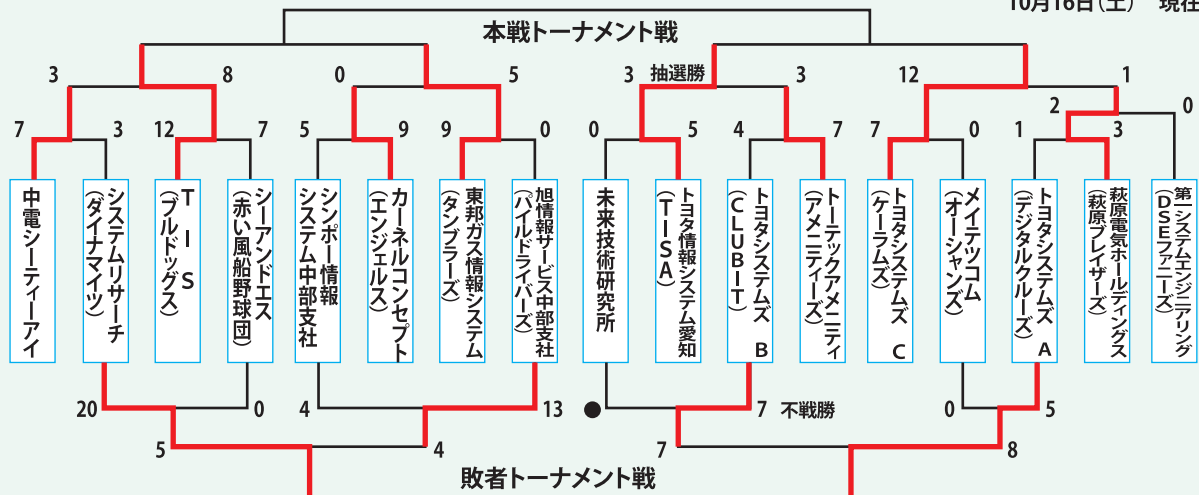 10月16日（土）　現在
本戦トーナメント戦
3
8
0
5
3
抽選勝
3
12
1
7
3
12
7
5
9
9
0
0
5
4
7
7
0
1
2
3
0
中電シーティーアイ
システムリサーチ
（ダイナマイツ）
ＴＩＳ
（ブルドッグス）
シーアンドエス
（赤い風船野球団）
シンポー情報
システム中部支社
カーネルコンセプト
（エンジェルス）
東邦ガス情報システム
（タンブラーズ）
旭情報サービス中部支社
（パイルドライバーズ）
未来技術研究所
トヨタ情報システム愛知
（ＴＩＳＡ）
トヨタシステムズ　Ｂ
（ＣＬＵＢＩＴ）
トーテックアメニティ
（アメニティーズ）
トヨタシステムズ　Ｃ
（ケーラムズ）
メイテツコム
（オーシャンズ）
トヨタシステムズ　Ａ
（デジタルクルーズ）
萩原電気ホールディングス
（萩原ブレイザーズ）
第一システムエンジニアリング
（ＤＳＥファニーズ）
20
0
4
13
●
7　不戦勝
0
5
5
4
7
8
敗者トーナメント戦